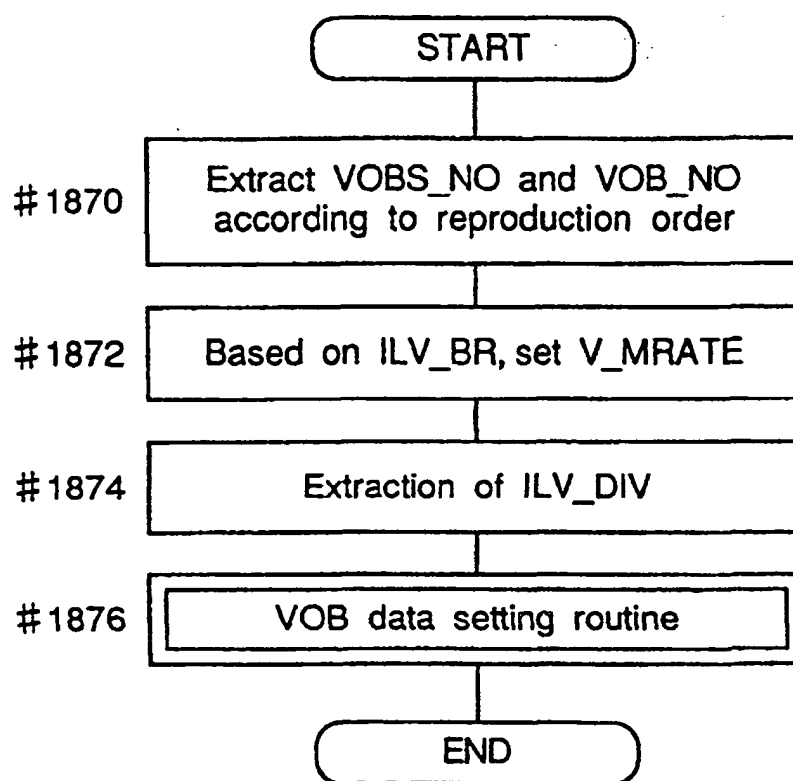 START
#1870
Extract VOBS_NO and VOB_NO
according to reproduction order
#1872
Based on ILV_BR, set V_MRATE
#1874
Extraction of ILV_DIV
#1876
VOB data setting routine
END